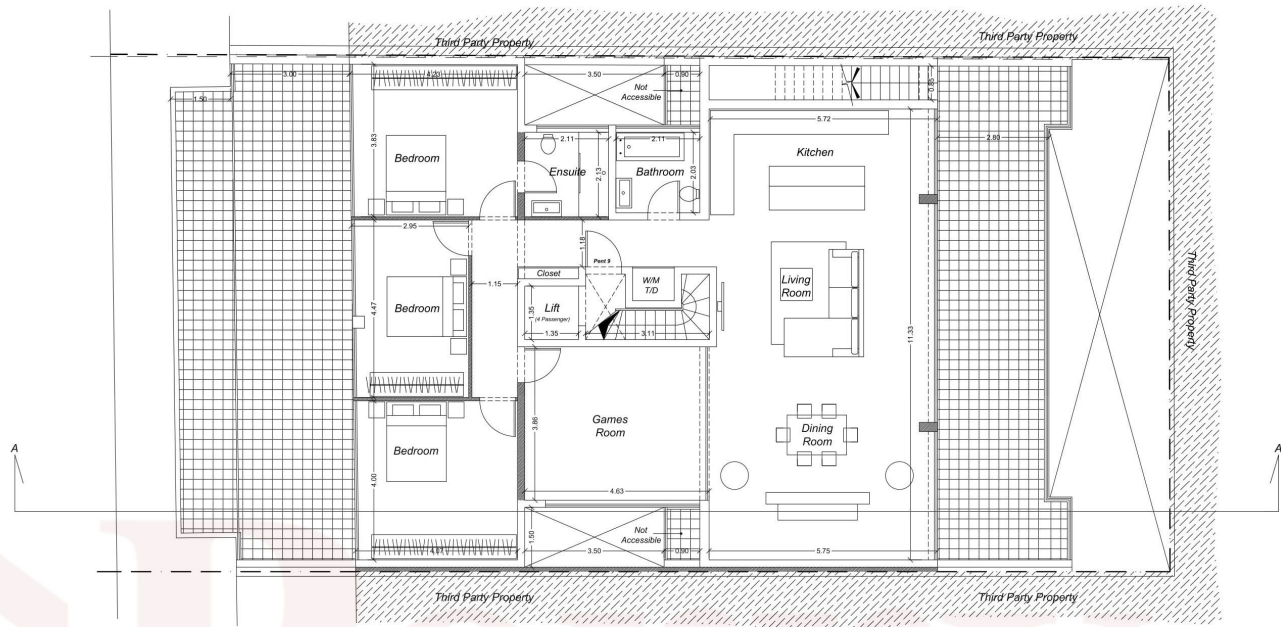 Third Party Property
Third Party Property
3.00
4.23
3.50
0.90
1.50
Not
Accessible
0.85
5.72
2.11
2.11
2.80
3.83
Bedroom
Ensuite
2.13
Bathroom
2.03
Kitchen
2.95
1.18
Pent 9
Closet
W/M
T/D
Living
Room
Third Party Property
4.47
Bedroom
1.15
1.35
Lift
(4 Passenger)
1.35
3.11
11.33
Games
Room
3.86
Dining
Room
Bedroom
A
A
4.00
4.63
1.50
Not
Accessible
4.07
3.50
0.90
5.75
Third Party Property
Third Party Property